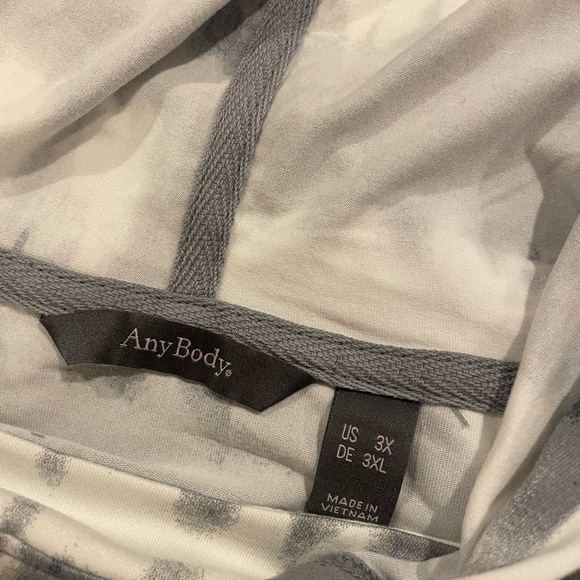 AnyBody®
US 3X
DE 3XL
MADE IN
VIETNAM